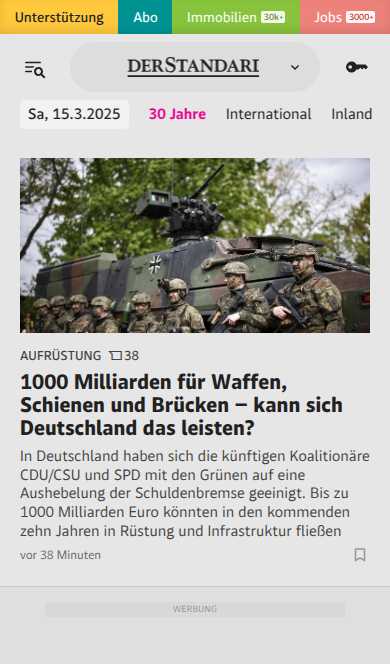 Unterstützung Abo Immobilien 30k+ Jobs 3000+
DERSTANDARD
Sa, 15.3.2025 30 Jahre International Inland
AUFRÜSTUNG 38
1000 Milliarden für Waffen,
Schienen und Brücken – kann sich
Deutschland das leisten?
In Deutschland haben sich die künftigen Koalitionäre
CDU/CSU und SPD mit den Grünen auf eine
Aushebelung der Schuldenbremse geeinigt. Bis zu
1000 Milliarden Euro könnten in den kommenden
zehn Jahren in Rüstung und Infrastruktur fließen
vor 38 Minuten
WERBUNG